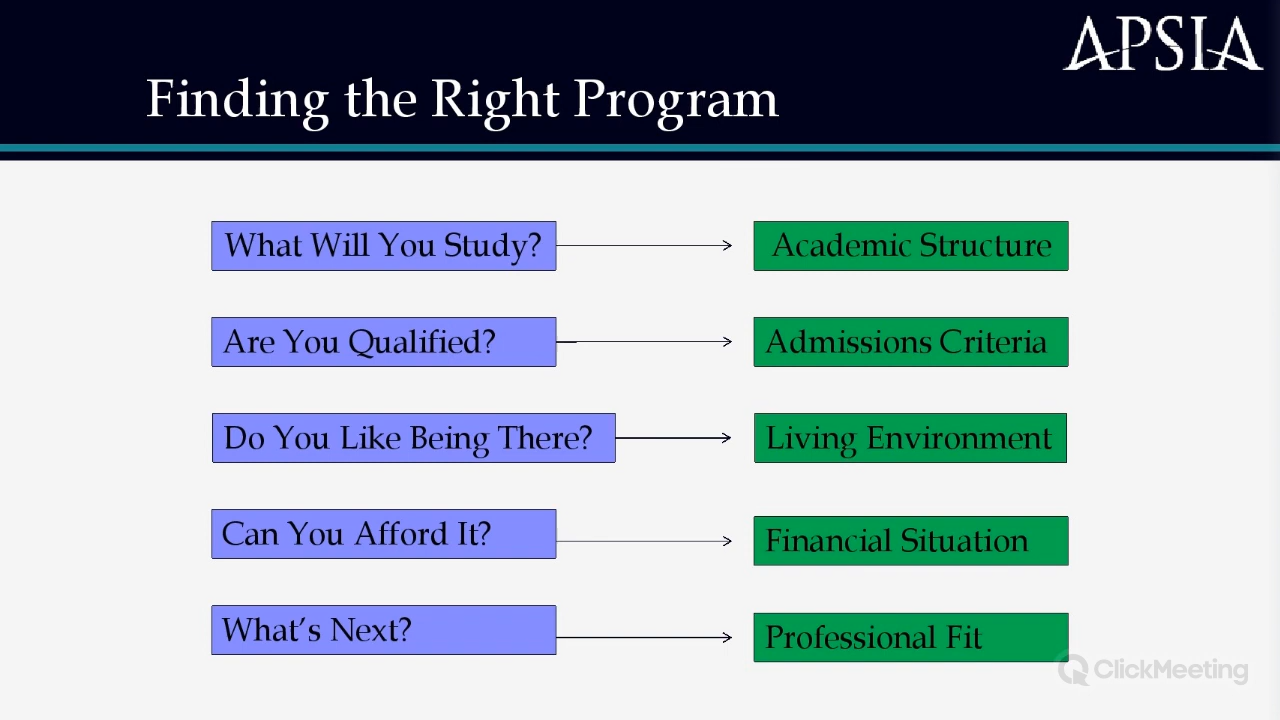 APSIA
Finding the Right Program
What Will You Study?
Academic Structure
Are You Qualified?
Admissions Criteria
Do You Like Being There?
Living Environment
Can You Afford It?
Financial Situation
What's Next?
Professional Fit
ClickMeeting